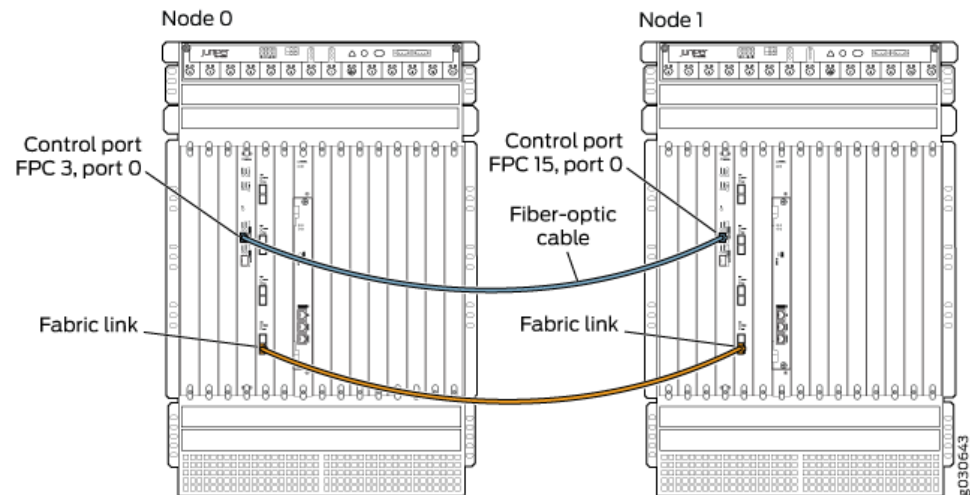 Node 0
Node 1
Control port
FPC 3, port 0
Control port
FPC 15, port 0
Fiber-optic
cable
Fabric link
Fabric link
g030643